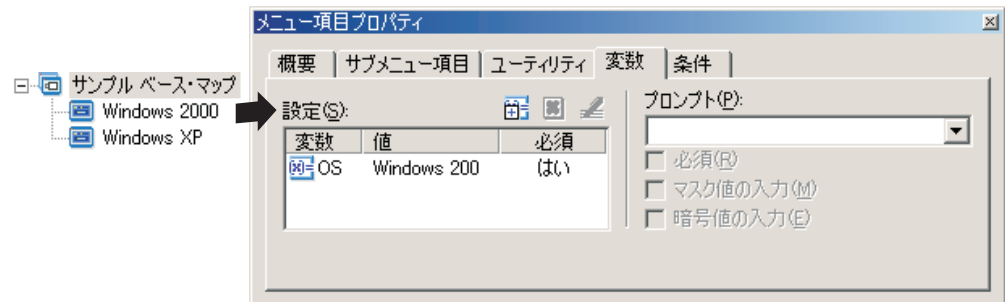 サンプル ベース・マップ
Windows 2000
Windows XP
メニュー項目プロパティ
概要 サブメニュー項目 ユーティリティ 変数 条件
設定(S):
変数 値 必須
OS Windows 200 はい
プロンプト(P):
必須(R)
マスク値の入力(M)
暗号値の入力(E)